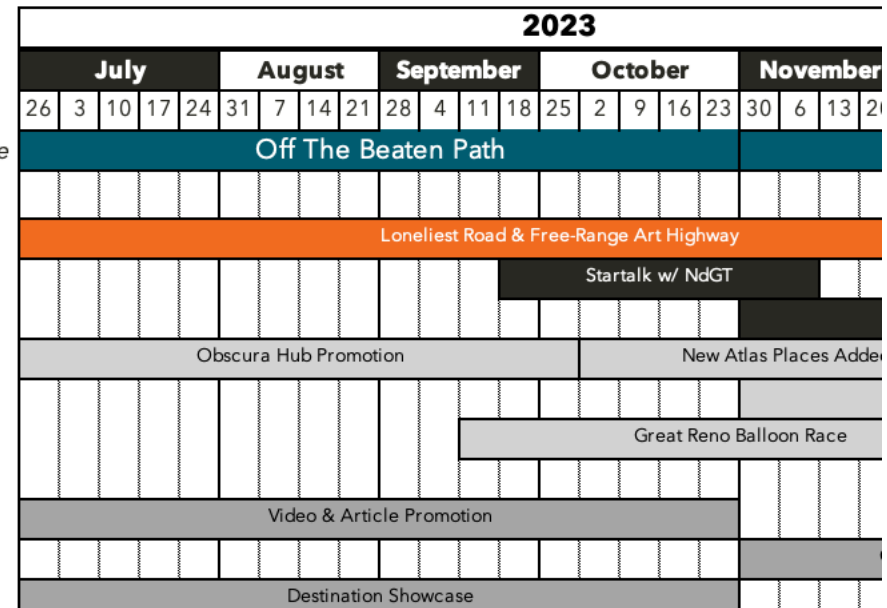 2023
July August September October November
26 3 10 17 24 31 7 14 21 28 4 11 18 25 2 9 16 23 30 6 13
Off The Beaten Path
Loneliest Road & Free-Range Art Highway
Startalk w/ NdGT
Obscura Hub Promotion New Atlas Places Added
Great Reno Balloon Race
Video & Article Promotion
Destination Showcase